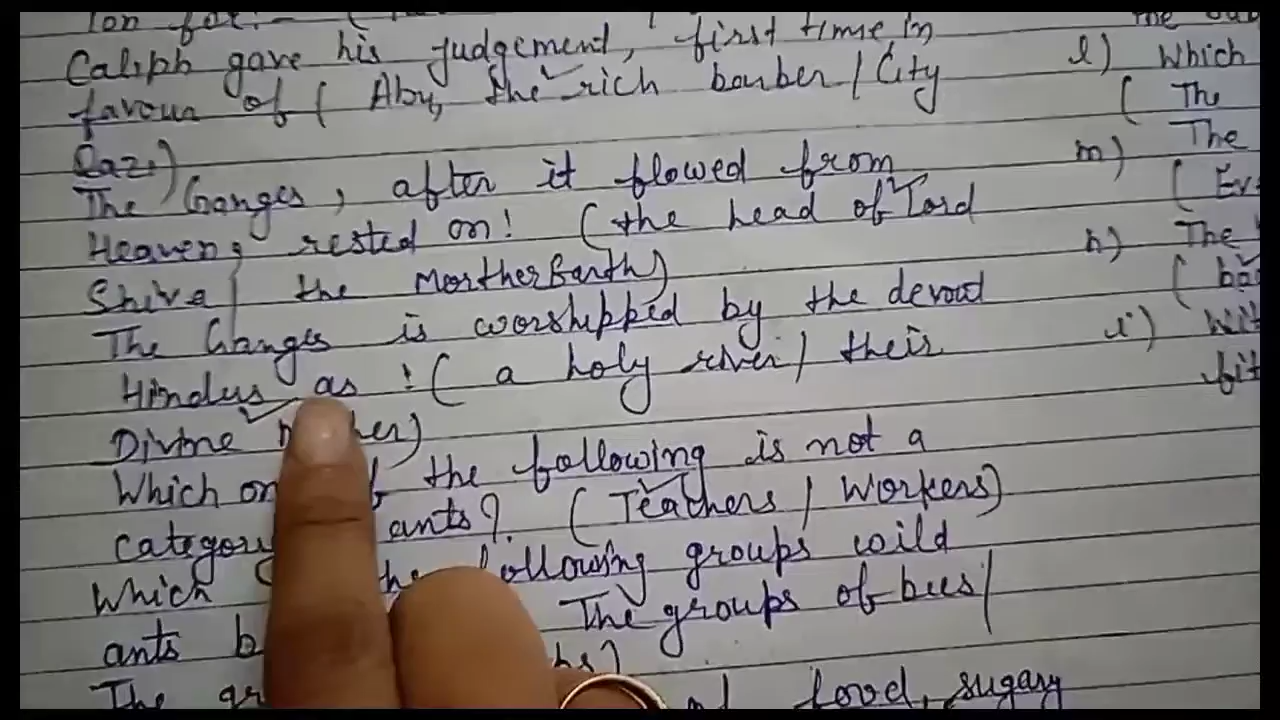 Caliph gave his judgement, first time in
favour of ( Abu, the rich barber / City
Qazi)
The Ganges, after it flowed from
Heaven, rested on! (the head of Lord
Shiva / the MortherEarth)
The Ganges is worshipped by the devout
Hindus as ! ( a holy river / their
Divine
Which of the following is not a
category ants? ( Teachers / Workers)
Which following groups wild
ants The groups of bees /
The food, sugary
l) Which
( The
m) The
n) The
(